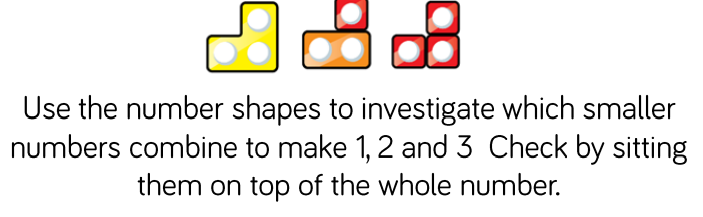 Use the number shapes to investigate which smaller
numbers combine to make 1, 2 and 3  Check by sitting
them on top of the whole number.